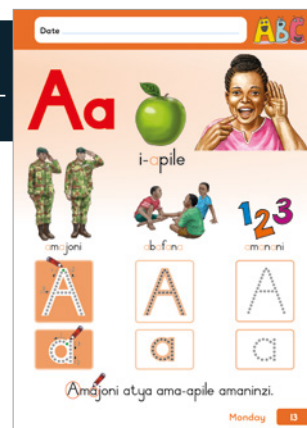 Date
ABC
Aa
i-apile
amajoni
abafana
123
amanani
A
A
A
a
a
a
Amajoni atya ama-apile amaninzi.
Monday 13